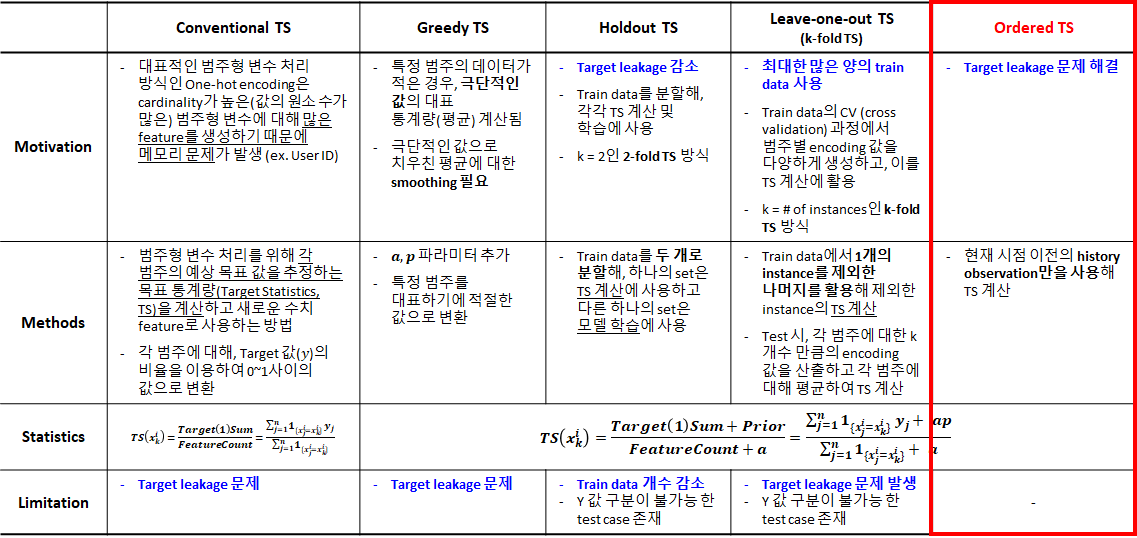 Conventional TS
Greedy TS
Holdout TS
Leave-one-out TS
(k-fold TS)
Ordered TS
Motivation
- 대표적인 범주형 변수 처리
방식인 One-hot encoding은
cardinality가 높은(값의 원소 수가
많은) 범주형 변수에 대해 많은
feature를 생성하기 때문에
메모리 문제가 발생 (ex. User ID)
- 특정 범주의 데이터가
적은 경우, 극단적인
값의 대표
통계량(평균) 계산됨
- 극단적인 값으로
치우친 평균에 대한
smoothing 필요
- Target leakage 감소
- Train data를 분할해,
각각 TS 계산 및
학습에 사용
- k = 2인 2-fold TS 방식
- 최대한 많은 양의 train
data 사용
- Train data의 CV (cross
validation) 과정에서
범주별 encoding 값을
다양하게 생성하고, 이를
TS 계산에 활용
- k = # of instances인 k-fold
TS 방식
- Target leakage 문제 해결
Methods
- 범주형 변수 처리를 위해 각
범주의 예상 목표 값을 추정하는
목표 통계량(Target Statistics,
TS)을 계산하고 새로운 수치
feature로 사용하는 방법
- 각 범주에 대해, Target 값(y)의
비율을 이용하여 0~1사이의
값으로 변환
- a, p 파라미터 추가
- 특정 범주를
대표하기에 적절한
값으로 변환
- Train data를 두 개로
분할해, 하나의 set은
TS 계산에 사용하고
다른 하나의 set은
모델 학습에 사용
- Train data에서 1개의
instance를 제외한
나머지를 활용해 제외한
instance의 TS 계산
- Test 시, 각 범주에 대한 k
개수 만큼의 encoding
값을 산출하고 각 범주에
대해 평균하여 TS 계산
- 현재 시점 이전의 history
observation만을 사용해
TS 계산
Statistics
TS(x_k^i) = Target(1)Sum / FeatureCount = ∑_{j=1}^n 1_{x_j^i=x_k^i} y_j / ∑_{j=1}^n 1_{x_j^i=x_k^i}
TS(x_k^i) = Target(1)Sum + Prior / FeatureCount + a = ∑_{j=1}^n 1_{x_j^i=x_k^i} y_j + ap / ∑_{j=1}^n 1_{x_j^i=x_k^i} + a
Limitation
- Target leakage 문제
- Target leakage 문제
- Train data 개수 감소
- Y 값 구분이 불가능 한
test case 존재
- Target leakage 문제 발생
- Y 값 구분이 불가능 한
test case 존재
-